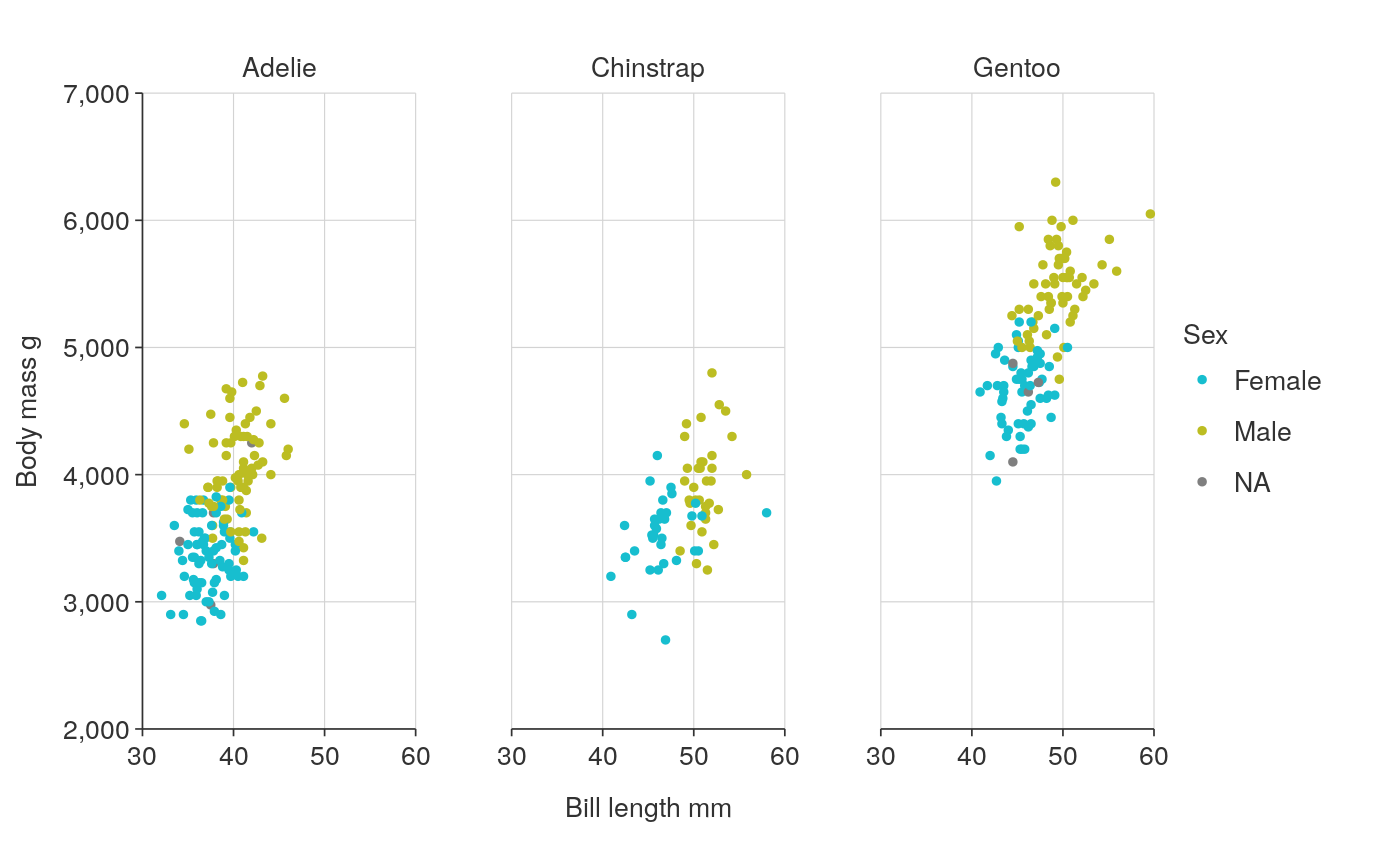 Adelie
Chinstrap
Gentoo
7,000
6,000
5,000
4,000
3,000
2,000
Body mass g
30 40 50 60
30 40 50 60
30 40 50 60
Bill length mm
Sex
Female
Male
NA